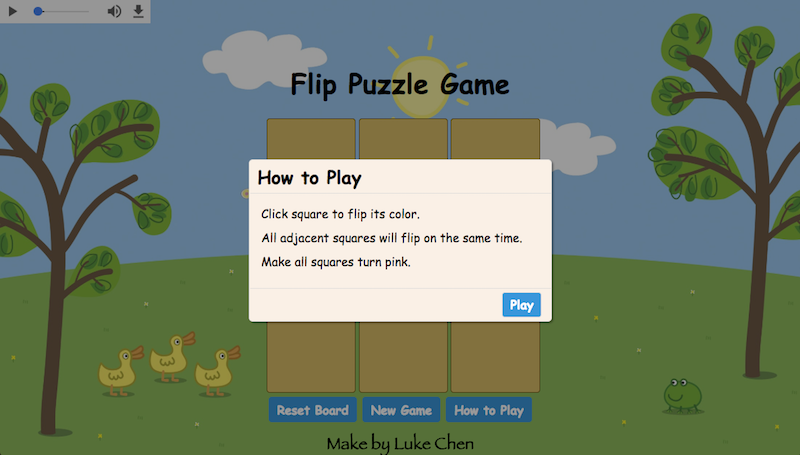 Flip Puzzle Game
How to Play
Click square to flip its color.
All adjacent squares will flip on the same time.
Make all squares turn pink.
Play
Reset Board
New Game
How to Play
Make by Luke Chen